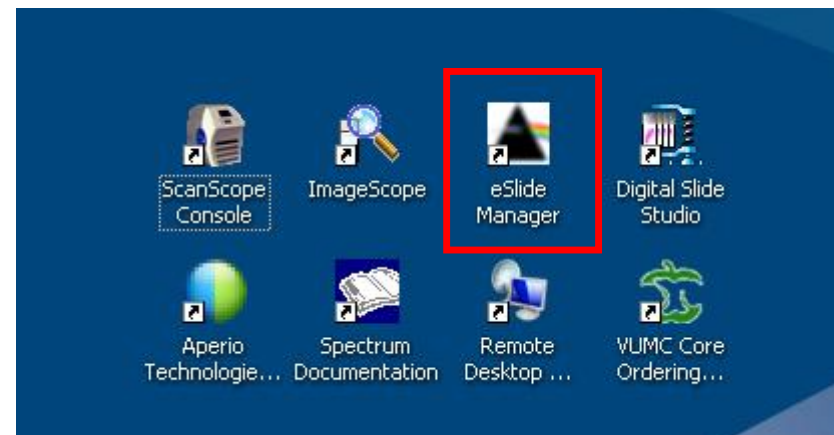 ScanScope
Console
ImageScope
eSlide
Manager
Digital Slide
Studio
Aperio
Technologie...
Spectrum
Documentation
Remote
Desktop ...
VUMC Core
Ordering...